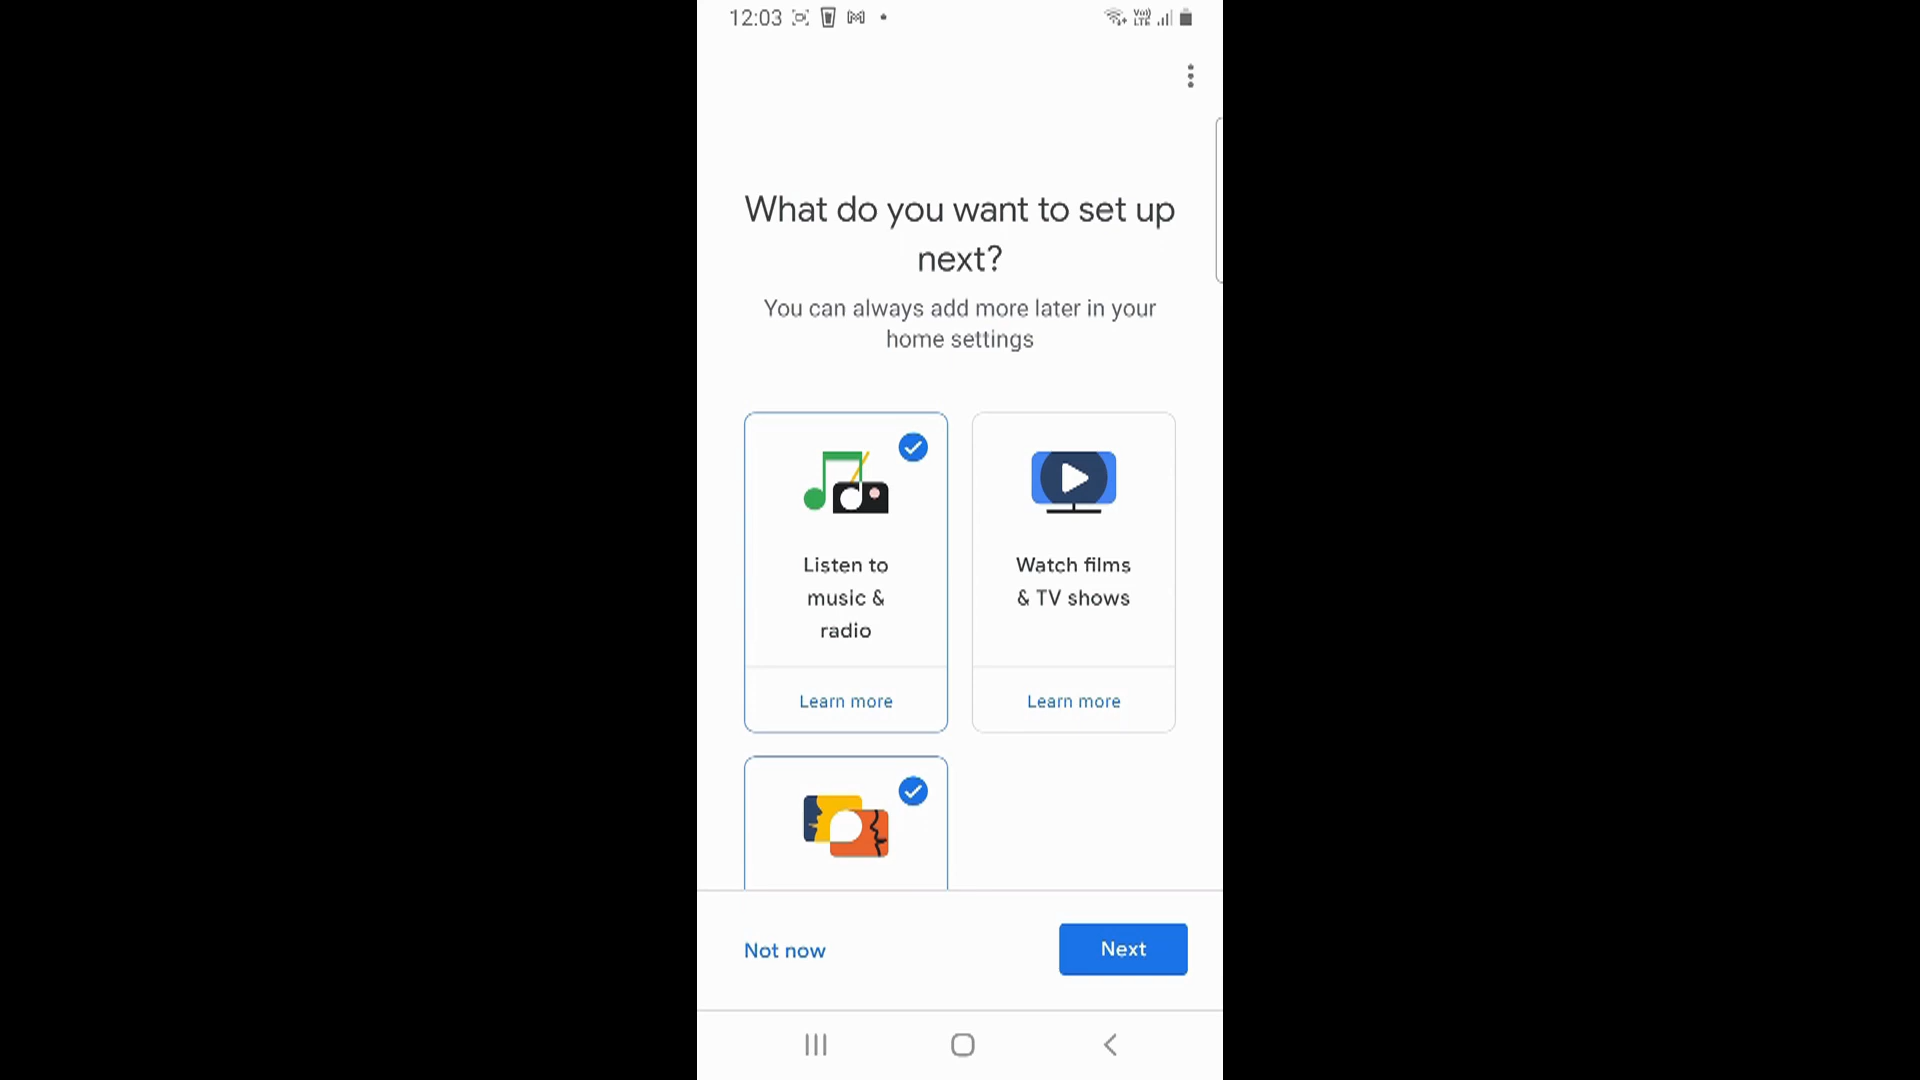 12:03
What do you want to set up
next?
You can always add more later in your
home settings
Listen to
music &
radio
Learn more
Watch films
& TV shows
Learn more
Not now
Next